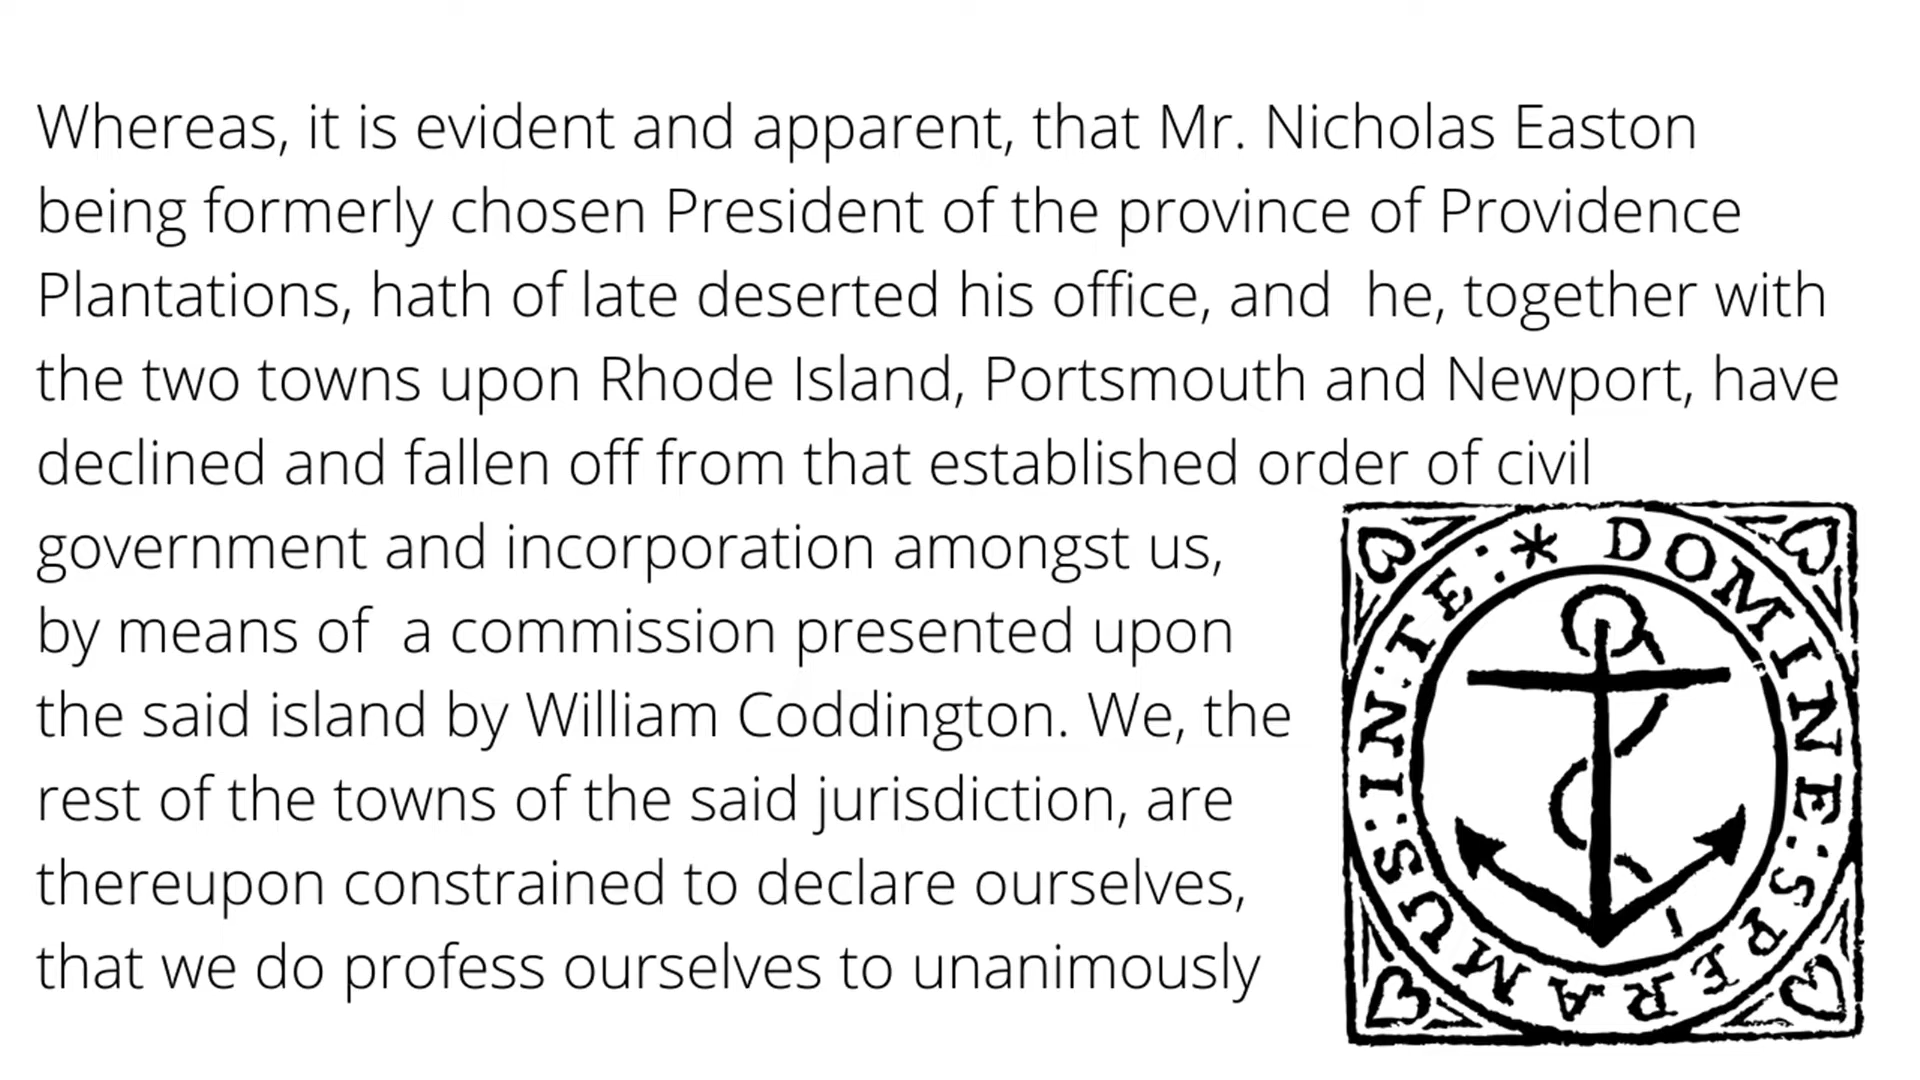 Whereas, it is evident and apparent, that Mr. Nicholas Easton
being formerly chosen President of the province of Providence
Plantations, hath of late deserted his office, and  he, together with
the two towns upon Rhode Island, Portsmouth and Newport, have
declined and fallen off from that established order of civil
government and incorporation amongst us,
by means of  a commission presented upon
the said island by William Coddington. We, the
rest of the towns of the said jurisdiction, are
thereupon constrained to declare ourselves,
that we do profess ourselves to unanimously
* DOMINE : SPERAMUS : IN : TE :